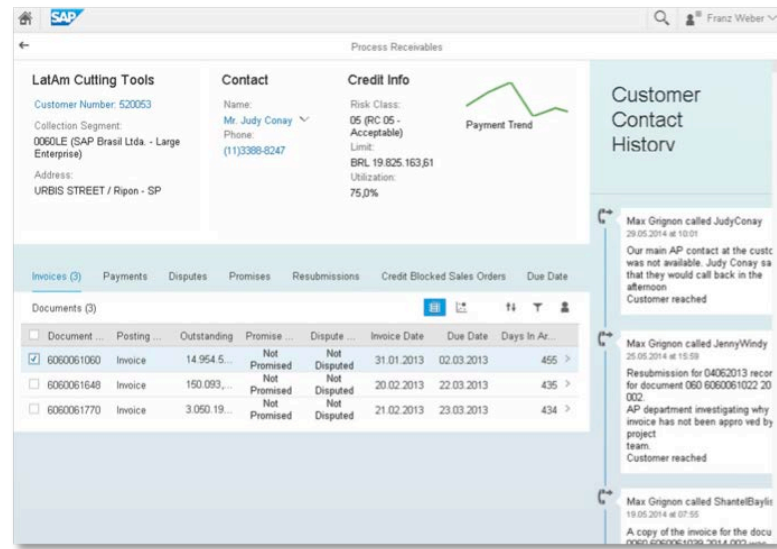 SAP
Franz Weber
Process Receivables
LatAm Cutting Tools
Customer Number: 520053
Collection Segment:
0060LE (SAP Brasil Ltda. - Large
Enterprise)
Address:
URBIS STREET / Ripon - SP
Contact
Name:
Mr. Judy Conay
Phone:
(11)3388-8247
Credit Info
Risk Class:
05 (RC 05 -
Acceptable)
Limit:
BRL 19.825.163,61
Utilization:
75,0%
Payment Trend
Customer
Contact
History
Invoices (3) Payments Disputes Promises Resubmissions Credit Blocked Sales Orders Due Date
Documents (3)
Document ... Posting ... Outstanding Promise ... Dispute ... Invoice Date Due Date Days In Ar...
6060061060 Invoice 14.954.5... Not Promised Not Disputed 31.01.2013 02.03.2013 455
6060061648 Invoice 150.093,... Not Promised Not Disputed 20.02.2013 22.03.2013 435
6060061770 Invoice 3.050.19... Not Promised Not Disputed 21.02.2013 23.03.2013 434
Max Grignon called JudyConay
29.05.2014 at 10:01
Our main AP contact at the custo
was not available. Judy Conay sa
that they would call back in the
afternoon
Customer reached
Max Grignon called JennyWindy
25.05.2014 at 15:59
Resubmission for 04062013 recor
for document 060 6060061022 20
002.
AP department investigating why
invoice has not been appro ved by
project
team.
Customer reached
Max Grignon called ShantelBaylis
19.05.2014 at 07:55
A copy of the invoice for the docu
0060 6060061039 2014 002 was